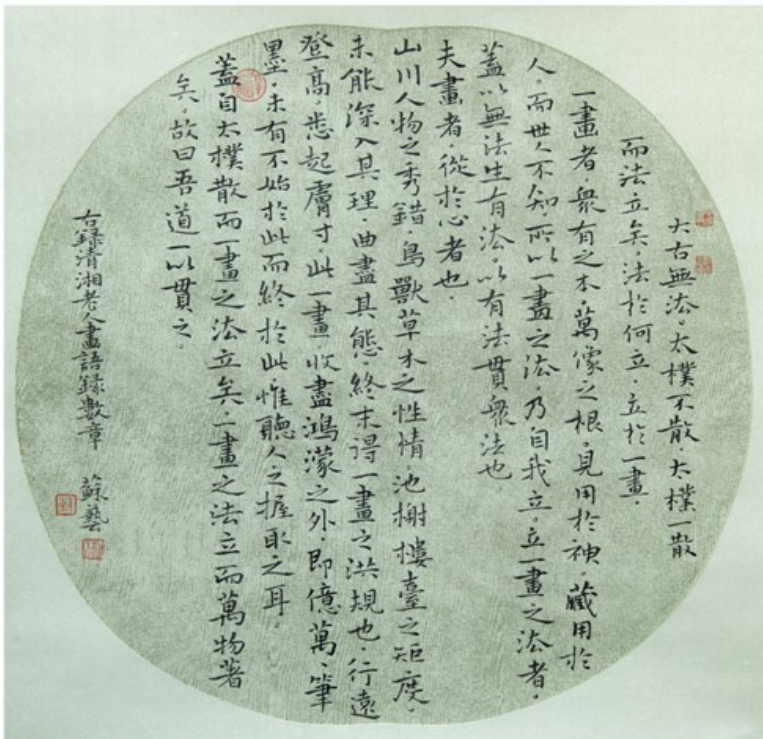 太古無法，太樸不散，太樸一散
而法立矣，法於何立，立於一畫，
一畫者，衆有之本，萬像之根，見用於神，藏用於
人，而世人不知，所以一畫之法，乃自我立，立一畫之法者，
蓋以無法生有法，以有法貫衆法也
夫畫者，從於心者也，
山川人物之秀錯，鳥獸草木之性情，池榭樓臺之矩度，
未能深入其理，曲盡其態，終未得一畫之洪規也，行遠
登高，悉起膚寸，此一畫，收盡鴻濛之外，即億萬、筆
墨，未有不始於此而終於此，惟聽人之握取之耳，
蓋自太樸散而一畫之法立矣，一畫之法立而萬物著
矣，故曰吾道一以貫之，
右錄清湘老人畫語錄數章 蘇藝